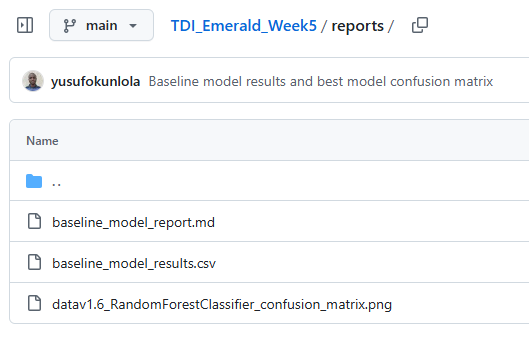 main
TDI_Emerald_Week5 / reports /
yusufokunlola Baseline model results and best model confusion matrix
Name
..
baseline_model_report.md
baseline_model_results.csv
datav1.6_RandomForestClassifier_confusion_matrix.png